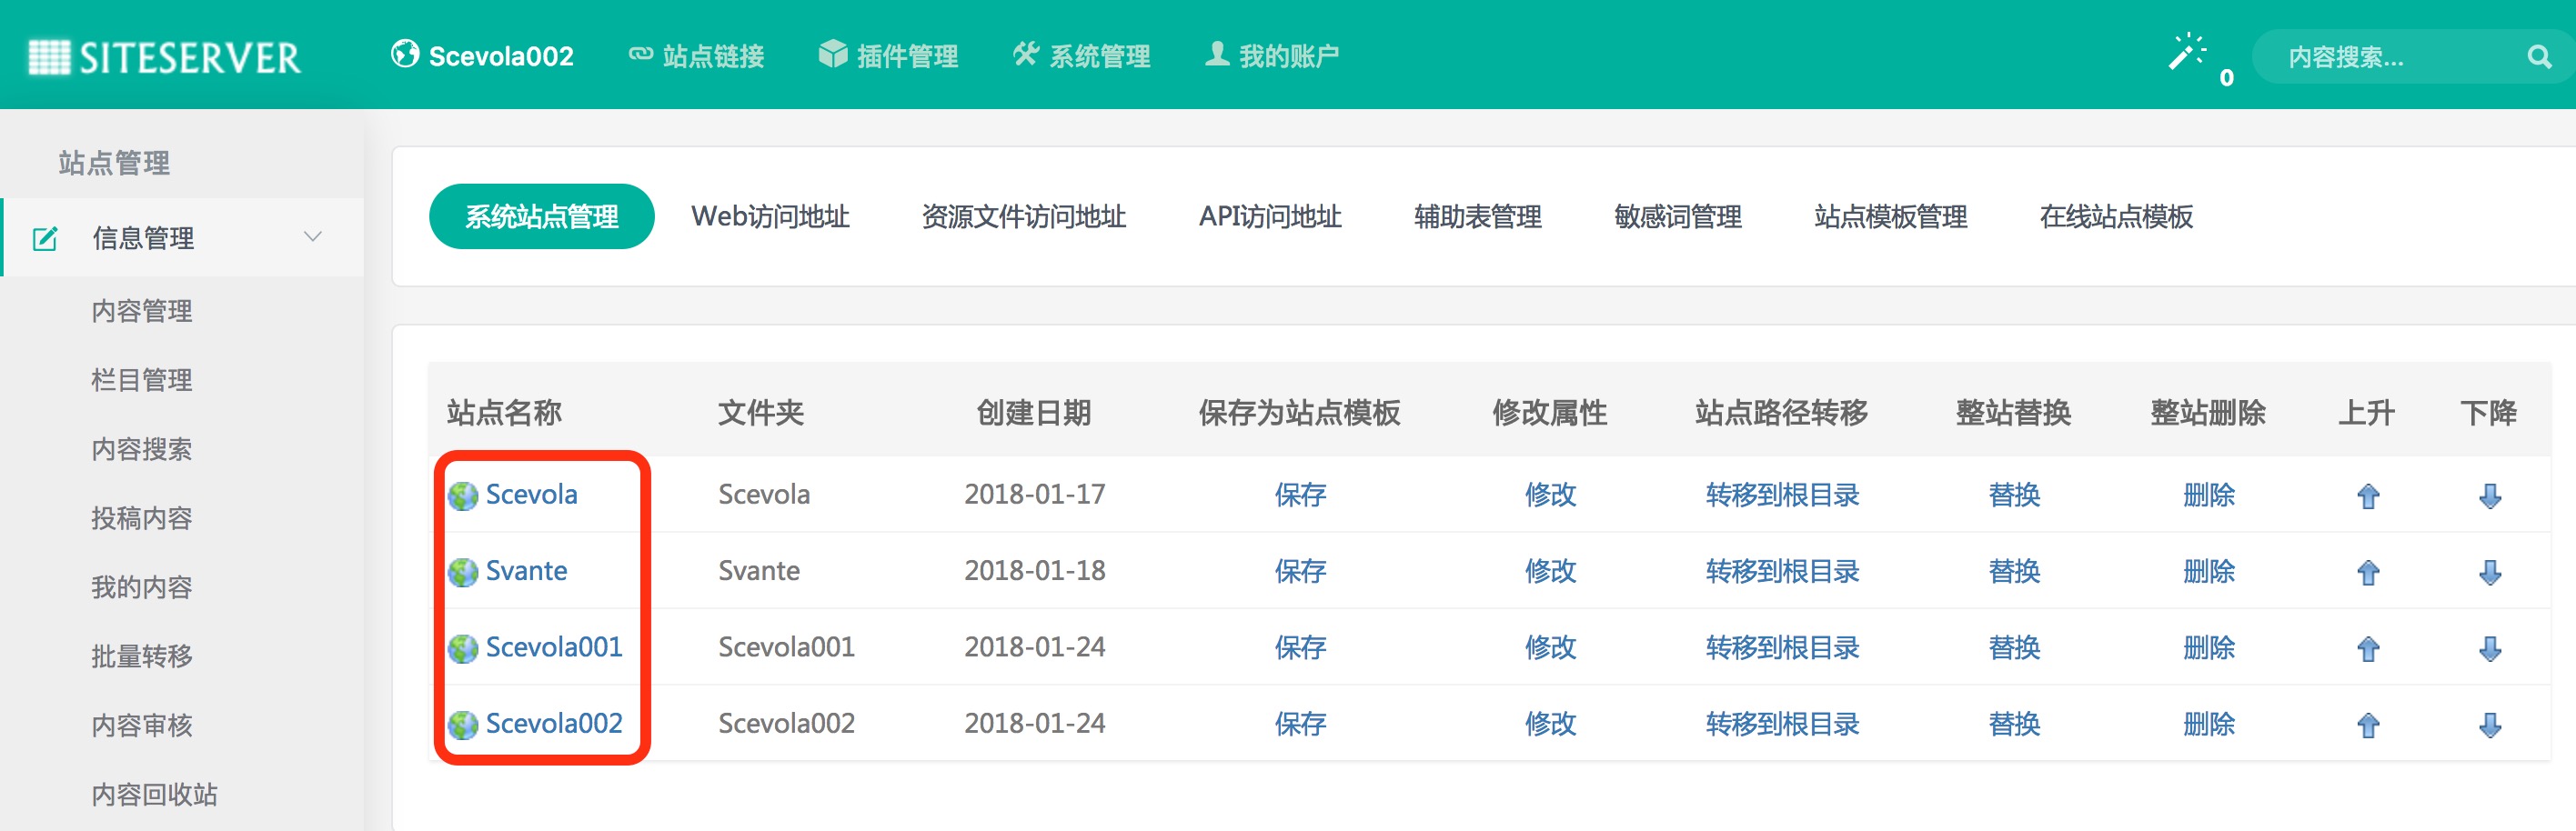 SITESERVER
Scevola002 站点链接 插件管理 系统管理 我的账户 0 内容搜索...
站点管理
信息管理
内容管理
栏目管理
内容搜索
投稿内容
我的内容
批量转移
内容审核
内容回收站
系统站点管理 Web访问地址 资源文件访问地址 API访问地址 辅助表管理 敏感词管理 站点模板管理 在线站点模板
站点名称 文件夹 创建日期 保存为站点模板 修改属性 站点路径转移 整站替换 整站删除 上升 下降
Scevola Scevola 2018-01-17 保存 修改 转移到根目录 替换 删除
Svante Svante 2018-01-18 保存 修改 转移到根目录 替换 删除
Scevola001 Scevola001 2018-01-24 保存 修改 转移到根目录 替换 删除
Scevola002 Scevola002 2018-01-24 保存 修改 转移到根目录 替换 删除